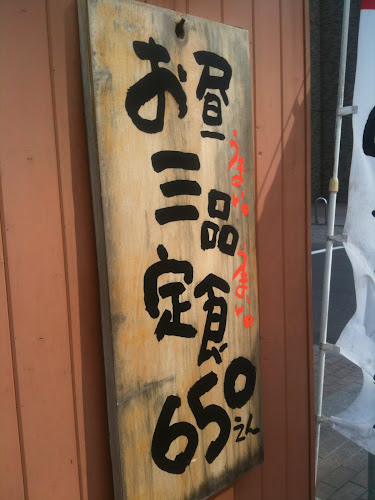 お昼
三品
定食
650えん
うまい。
うまい。